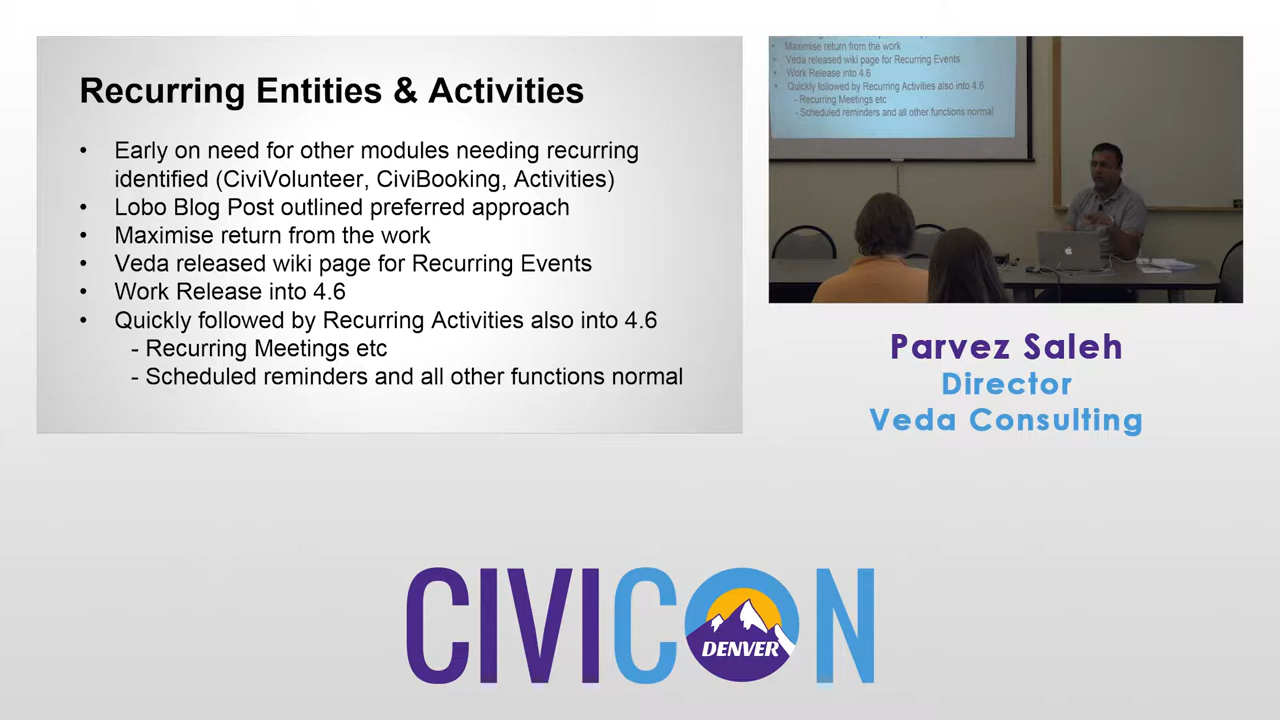 Recurring Entities & Activities
• Early on need for other modules needing recurring
identified (CiviVolunteer, CiviBooking, Activities)
• Lobo Blog Post outlined preferred approach
• Maximise return from the work
• Veda released wiki page for Recurring Events
• Work Release into 4.6
• Quickly followed by Recurring Activities also into 4.6
- Recurring Meetings etc
- Scheduled reminders and all other functions normal
• Maximise return from the work
• Veda released wiki page for Recurring Events
• Work Release into 4.6
• Quickly followed by Recurring Activities also into 4.6
- Recurring Meetings etc
- Scheduled reminders and all other functions normal
Parvez Saleh
Director
Veda Consulting
CIVICON
DENVER